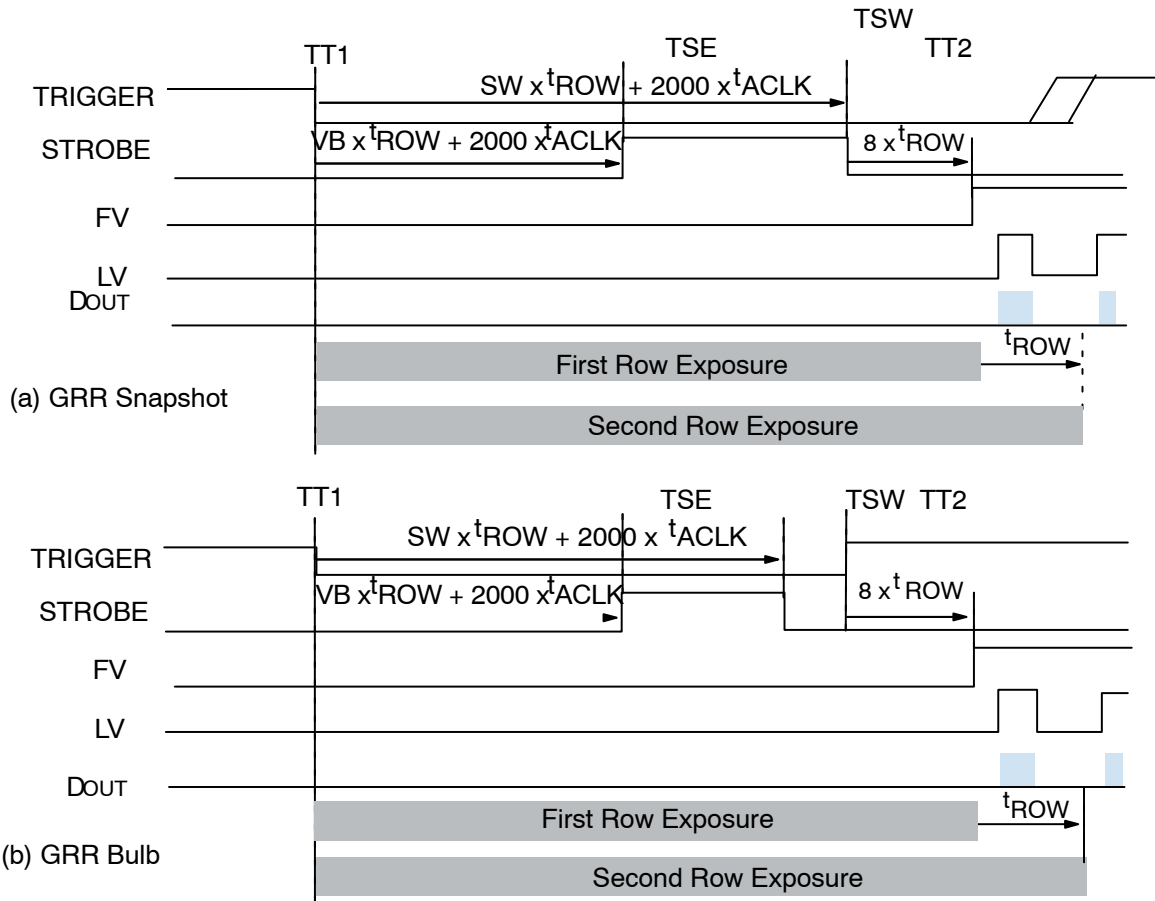 TSW
TT1 TSE TT2
SW x tROW + 2000 x tACLK
TRIGGER
VB x tROW + 2000 x tACLK 8 x tROW
STROBE
FV
LV
DOUT
First Row Exposure tROW
(a) GRR Snapshot
Second Row Exposure
TT1 TSE TSW TT2
SW x tROW + 2000 x tACLK
TRIGGER
VB x tROW + 2000 x tACLK 8 x tROW
STROBE
FV
LV
DOUT
First Row Exposure tROW
(b) GRR Bulb
Second Row Exposure